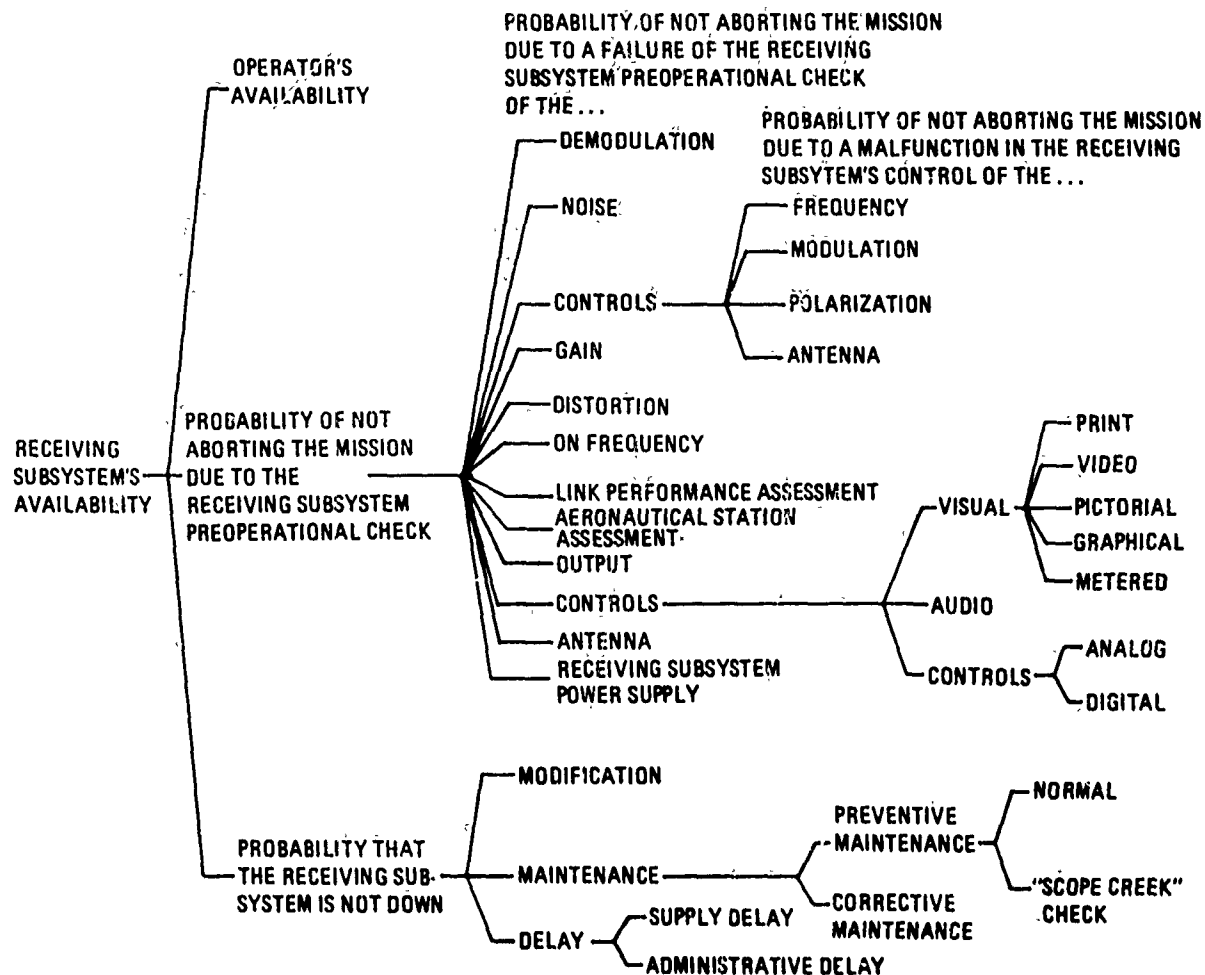 PROBABILITY OF NOT ABORTING THE MISSION
DUE TO A FAILURE OF THE RECEIVING
SUBSYSTEM PREOPERATIONAL CHECK
OF THE ...
OPERATOR'S
AVAILABILITY
PROBABILITY OF NOT ABORTING THE MISSION
DUE TO A MALFUNCTION IN THE RECEIVING
SUBSYTEM'S CONTROL OF THE ...
DEMODULATION
NOISE
CONTROLS
FREQUENCY
MODULATION
POLARIZATION
ANTENNA
GAIN
DISTORTION
ON FREQUENCY
RECEIVING
SUBSYSTEM'S
AVAILABILITY
PROBABILITY OF NOT
ABORTING THE MISSION
DUE TO THE
RECEIVING SUBSYSTEM
PREOPERATIONAL CHECK
LINK PERFORMANCE ASSESSMENT
AERONAUTICAL STATION
ASSESSMENT
OUTPUT
CONTROLS
VISUAL
PRINT
VIDEO
PICTORIAL
GRAPHICAL
METERED
AUDIO
CONTROLS
ANALOG
DIGITAL
ANTENNA
RECEIVING SUBSYSTEM
POWER SUPPLY
PROBABILITY THAT
THE RECEIVING SUB-
SYSTEM IS NOT DOWN
MODIFICATION
MAINTENANCE
PREVENTIVE
MAINTENANCE
NORMAL
"SCOPE CREEK"
CHECK
CORRECTIVE
MAINTENANCE
DELAY
SUPPLY DELAY
ADMINISTRATIVE DELAY